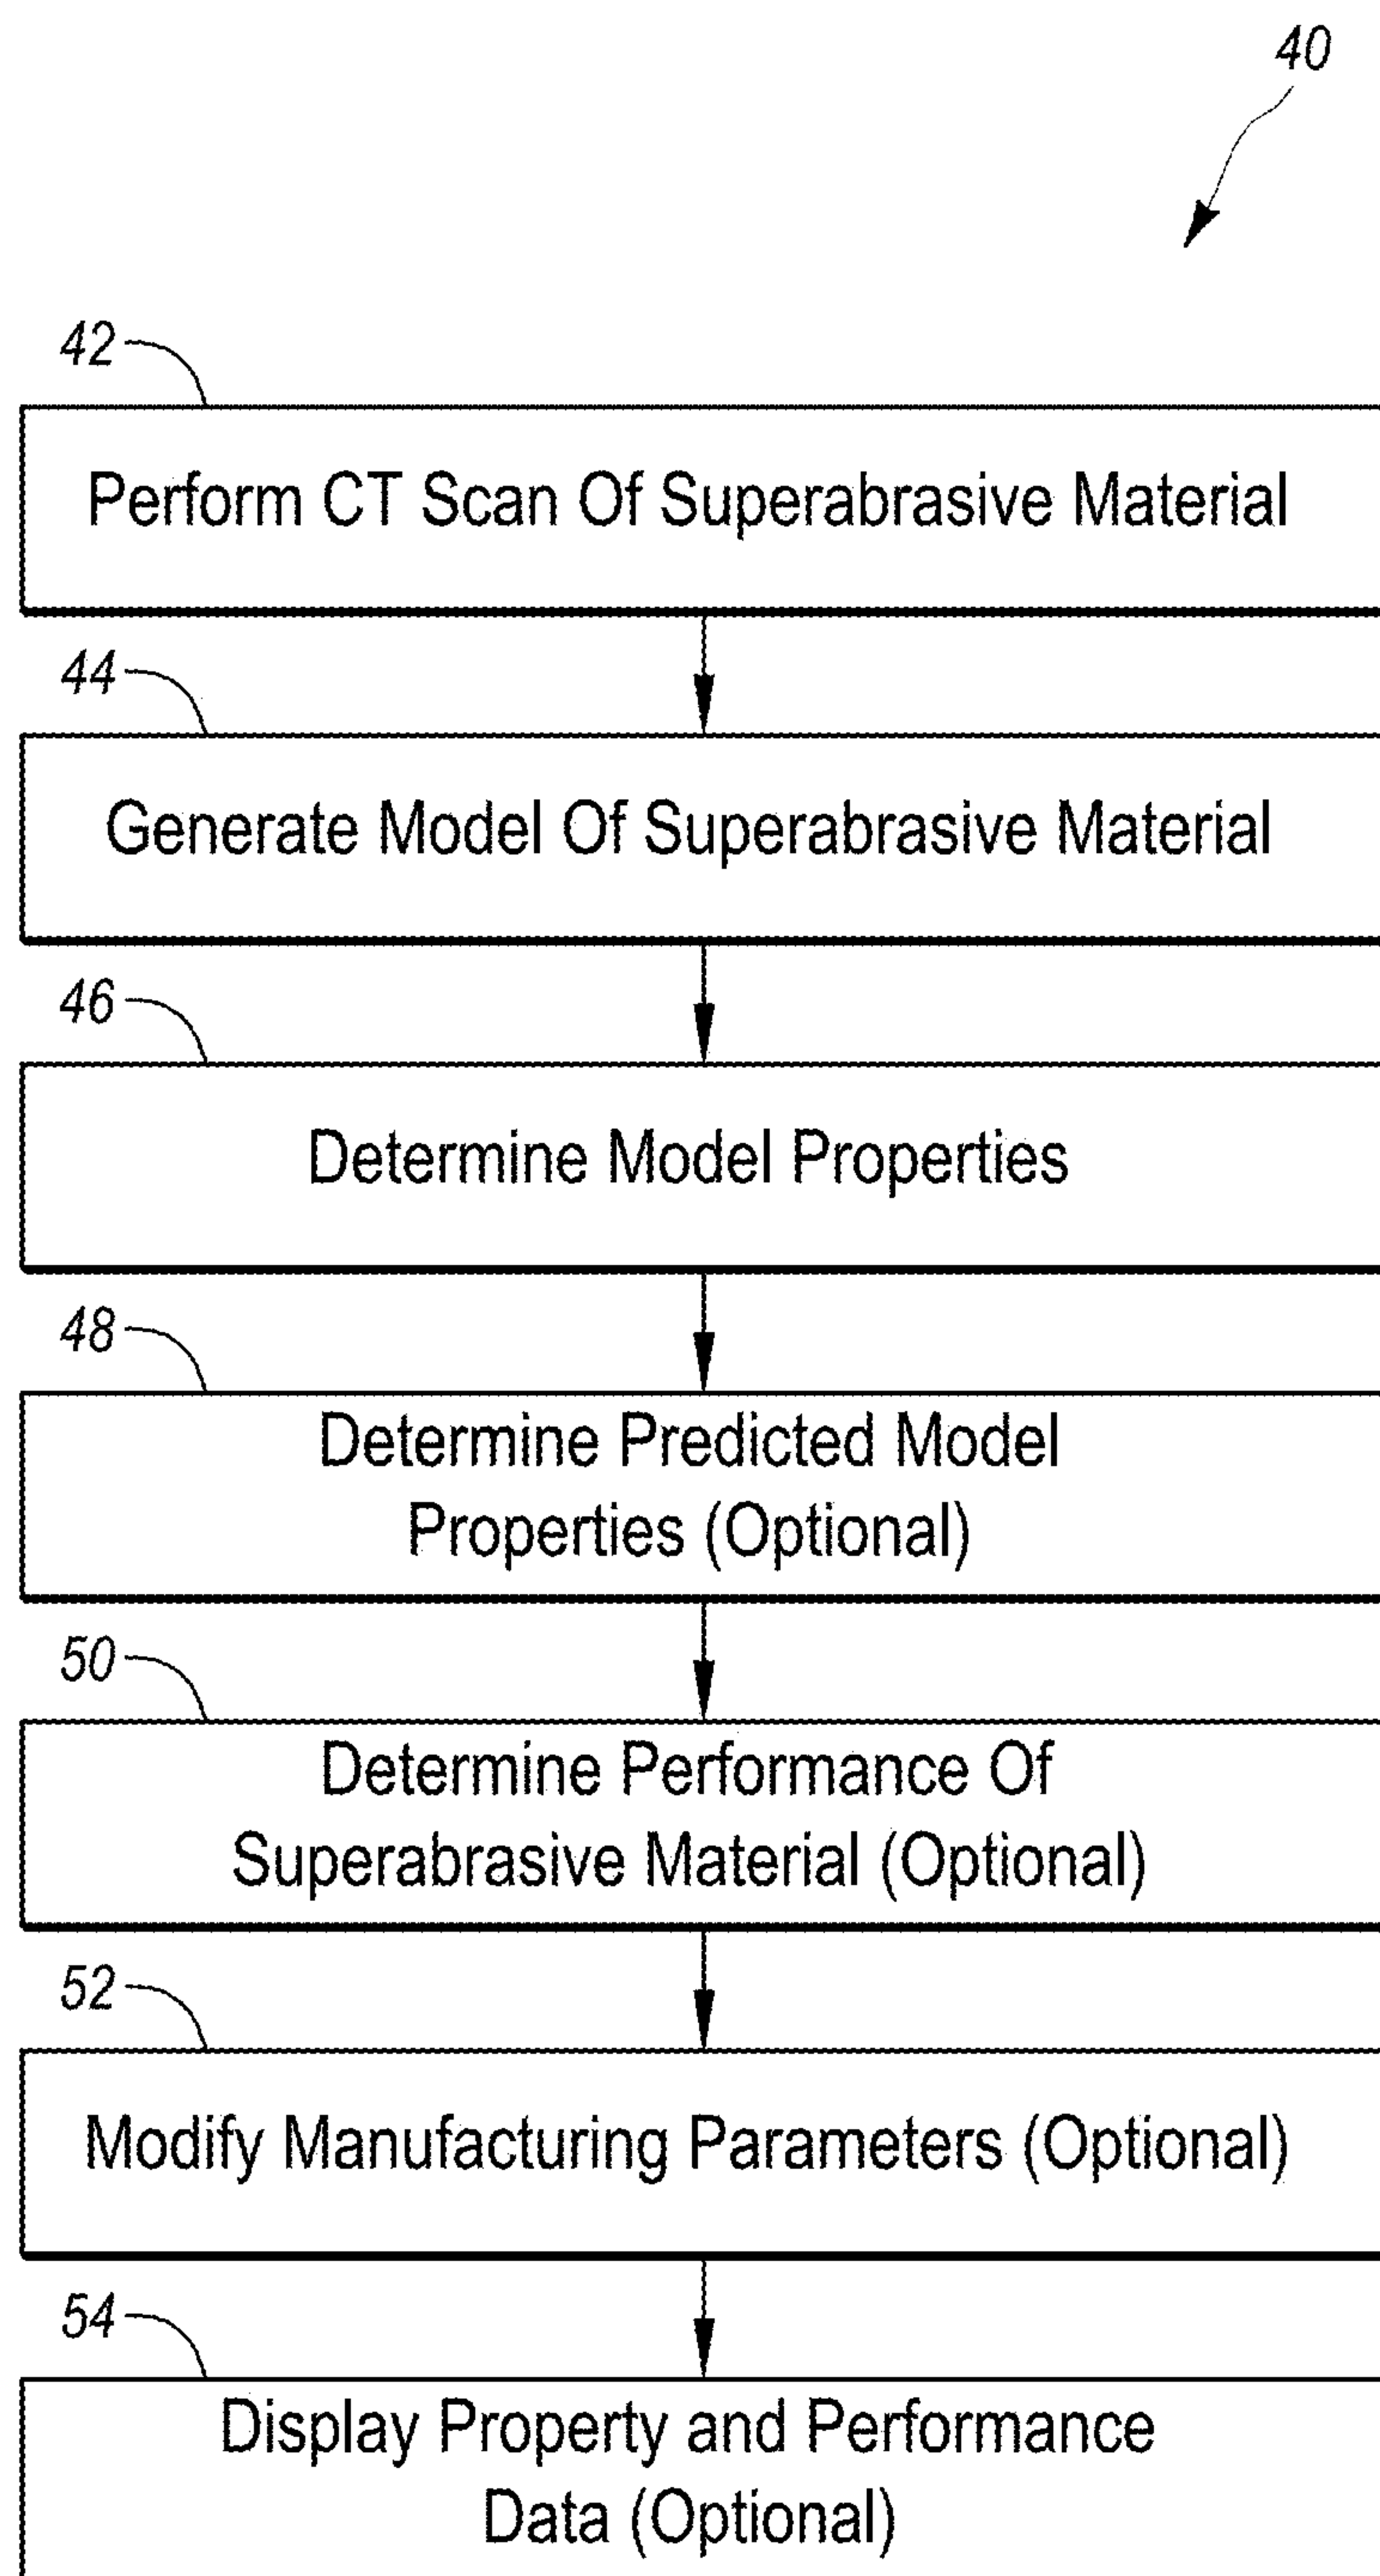 40
42
Perform CT Scan Of Superabrasive Material
44
Generate Model Of Superabrasive Material
46
Determine Model Properties
48
Determine Predicted Model
Properties (Optional)
50
Determine Performance Of
Superabrasive Material (Optional)
52
Modify Manufacturing Parameters (Optional)
54
Display Property and Performance
Data (Optional)